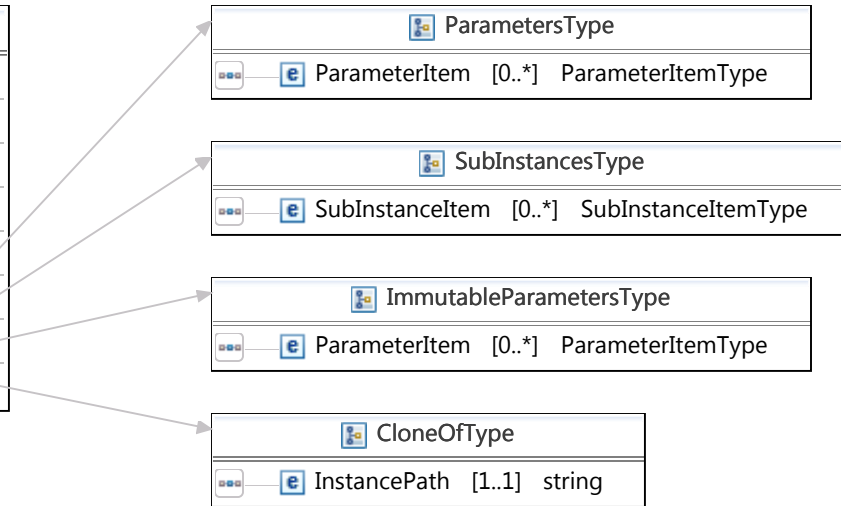 ParametersType
e ParameterItem [0..*] ParameterItemType
SubInstancesType
e SubInstanceItem [0..*] SubInstanceItemType
ImmutableParametersType
e ParameterItem [0..*] ParameterItemType
CloneOfType
e InstancePath [1..1] string